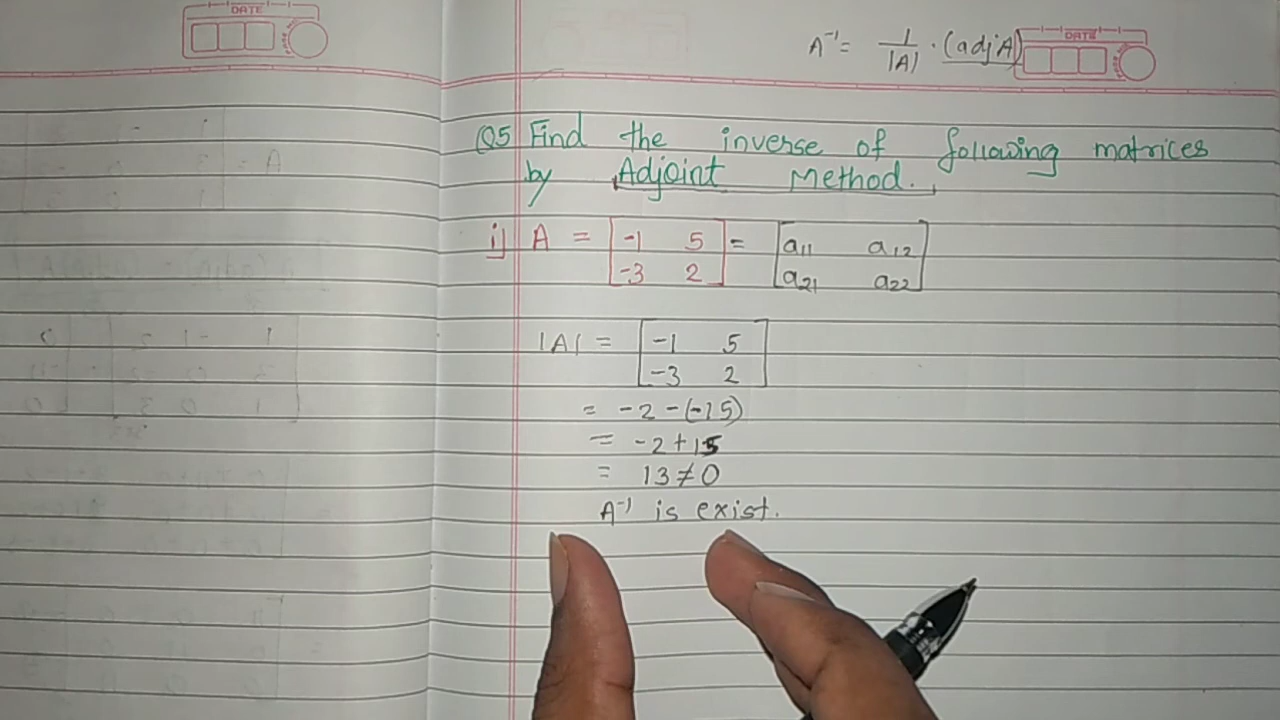 DATE
DATE
A⁻¹ = 1/|A| · (adjA)
Q5 Find the inverse of following matrices
by Adjoint Method.
i) A = [-1 5 = [a₁₁ a₁₂
-3 2] a₂₁ a₂₂]
|A| = [-1 5
-3 2]
= -2-(-15)
= -2+15
= 13≠0
A⁻¹ is exist.